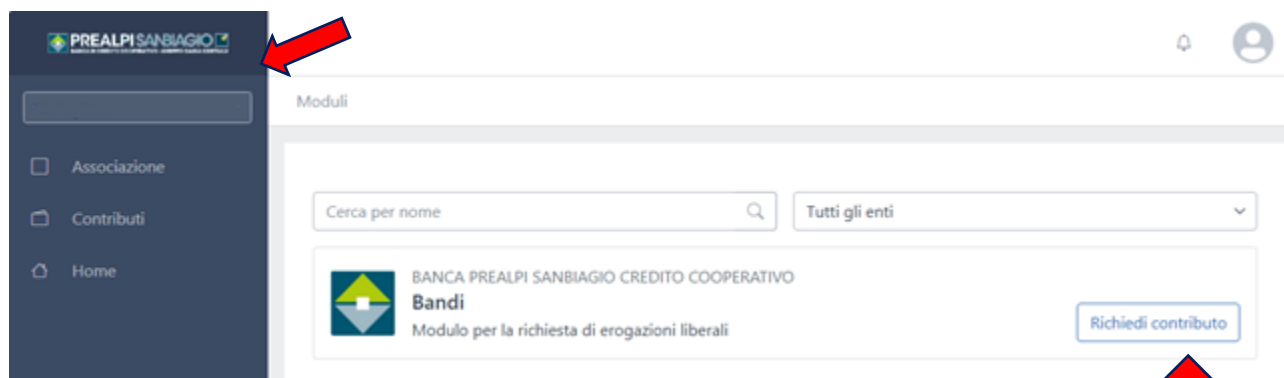 PREALPI SANBIAGIO
Moduli
Associazione
Contributi
Home
Cerca per nome
Tutti gli enti
BANCA PREALPI SANBIAGIO CREDITO COOPERATIVO
Bandi
Modulo per la richiesta di erogazioni liberali
Richiedi contributo